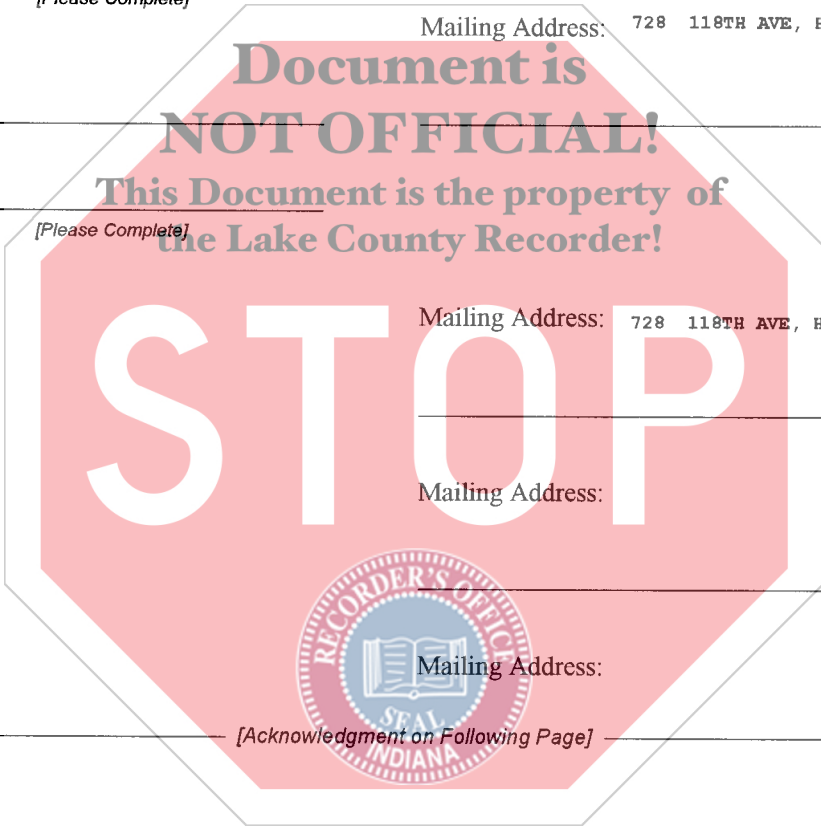 [Please Complete]
Mailing Address: 728 118TH AVE,
Document is
NOT OFFICIAL!
This Document is the property of
the Lake County Recorder!
[Please Complete]
Mailing Address: 728 118TH AVE,
STOP
Mailing Address:
RECORDER'S OFFICE
Mailing Address:
SEAL
[Acknowledgment on Following Page]
INDIANA